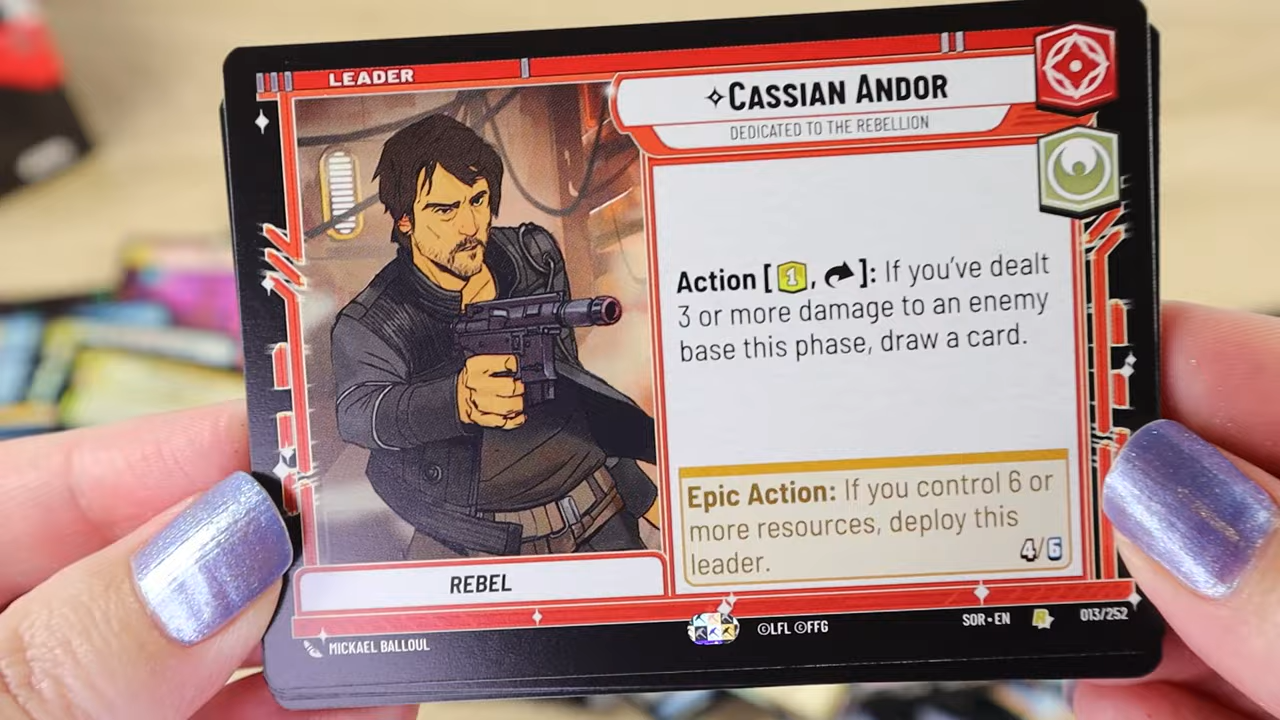 LEADER
CASSIAN ANDOR
DEDICATED TO THE REBELLION
Action [1, ]: If you've dealt
3 or more damage to an enemy
base this phase, draw a card.
Epic Action: If you control 6 or
more resources, deploy this
leader.
4/6
REBEL
MICKAEL BALLOUL
©LFL ©FFG
SOR•EN R 013/252